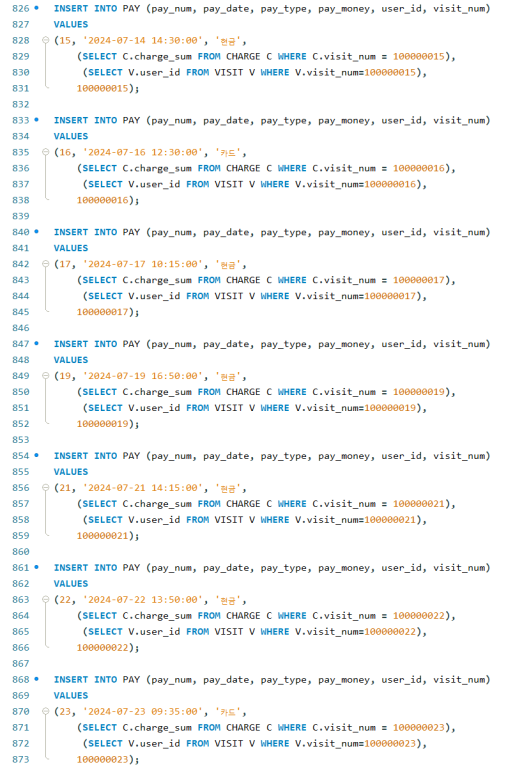 826 INSERT INTO PAY (pay_num, pay_date, pay_type, pay_money, user_id, visit_num)
827 VALUES
828 (15, '2024-07-14 14:30:00', '현금',
829 (SELECT C.charge_sum FROM CHARGE C WHERE C.visit_num = 100000015),
830 (SELECT V.user_id FROM VISIT V WHERE V.visit_num=100000015),
831 100000015);
832
833 INSERT INTO PAY (pay_num, pay_date, pay_type, pay_money, user_id, visit_num)
834 VALUES
835 (16, '2024-07-16 12:30:00', '카드',
836 (SELECT C.charge_sum FROM CHARGE C WHERE C.visit_num = 100000016),
837 (SELECT V.user_id FROM VISIT V WHERE V.visit_num=100000016),
838 100000016);
839
840 INSERT INTO PAY (pay_num, pay_date, pay_type, pay_money, user_id, visit_num)
841 VALUES
842 (17, '2024-07-17 10:15:00', '현금',
843 (SELECT C.charge_sum FROM CHARGE C WHERE C.visit_num = 100000017),
844 (SELECT V.user_id FROM VISIT V WHERE V.visit_num=100000017),
845 100000017);
846
847 INSERT INTO PAY (pay_num, pay_date, pay_type, pay_money, user_id, visit_num)
848 VALUES
849 (19, '2024-07-19 16:50:00', '현금',
850 (SELECT C.charge_sum FROM CHARGE C WHERE C.visit_num = 100000019),
851 (SELECT V.user_id FROM VISIT V WHERE V.visit_num=100000019),
852 100000019);
853
854 INSERT INTO PAY (pay_num, pay_date, pay_type, pay_money, user_id, visit_num)
855 VALUES
856 (21, '2024-07-21 14:15:00', '현금',
857 (SELECT C.charge_sum FROM CHARGE C WHERE C.visit_num = 100000021),
858 (SELECT V.user_id FROM VISIT V WHERE V.visit_num=100000021),
859 100000021);
860
861 INSERT INTO PAY (pay_num, pay_date, pay_type, pay_money, user_id, visit_num)
862 VALUES
863 (22, '2024-07-22 13:50:00', '현금',
864 (SELECT C.charge_sum FROM CHARGE C WHERE C.visit_num = 100000022),
865 (SELECT V.user_id FROM VISIT V WHERE V.visit_num=100000022),
866 100000022);
867
868 INSERT INTO PAY (pay_num, pay_date, pay_type, pay_money, user_id, visit_num)
869 VALUES
870 (23, '2024-07-23 09:35:00', '카드',
871 (SELECT C.charge_sum FROM CHARGE C WHERE C.visit_num = 100000023),
872 (SELECT V.user_id FROM VISIT V WHERE V.visit_num=100000023),
873 100000023);